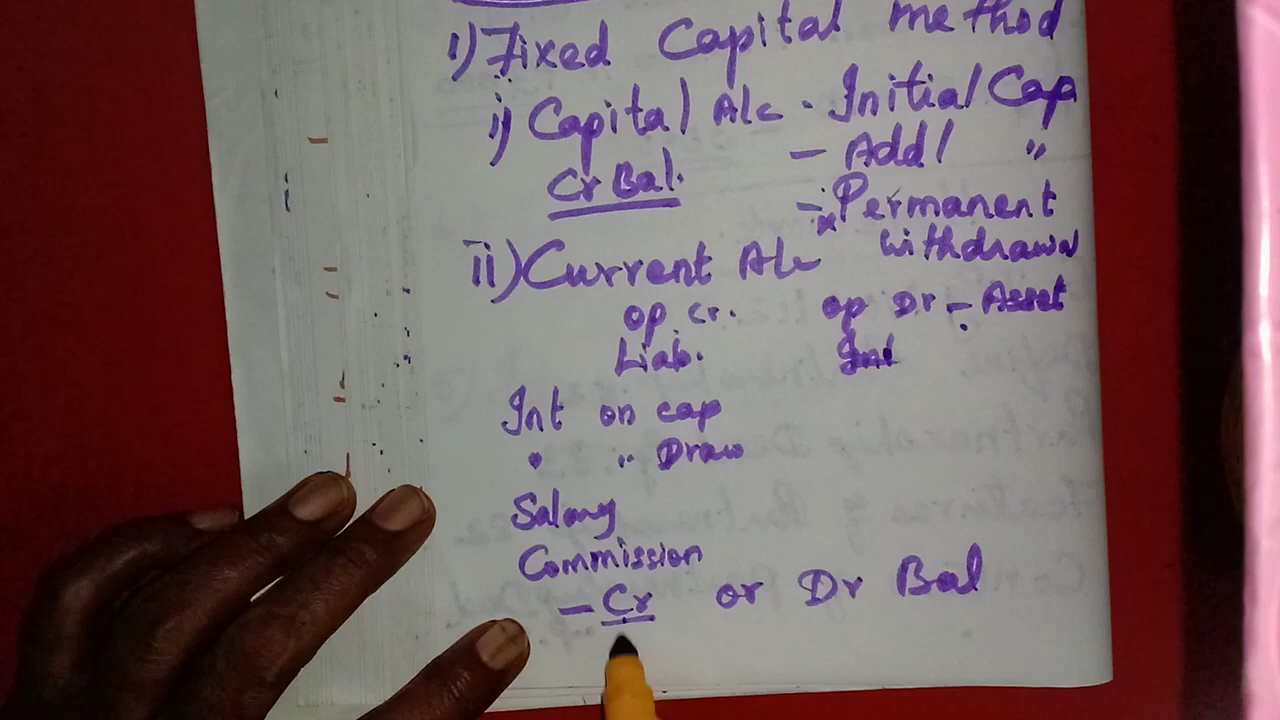 1) Fixed Capital Method
i) Capital A/c - Initial Cap
- Addl "
Cr Bal.
- Permanent
withdrawal
ii) Current A/c
op. Cr. op Dr - Asset
Liab.
Int on cap
" " Draw
Salary
Commission
- Cr or Dr Bal